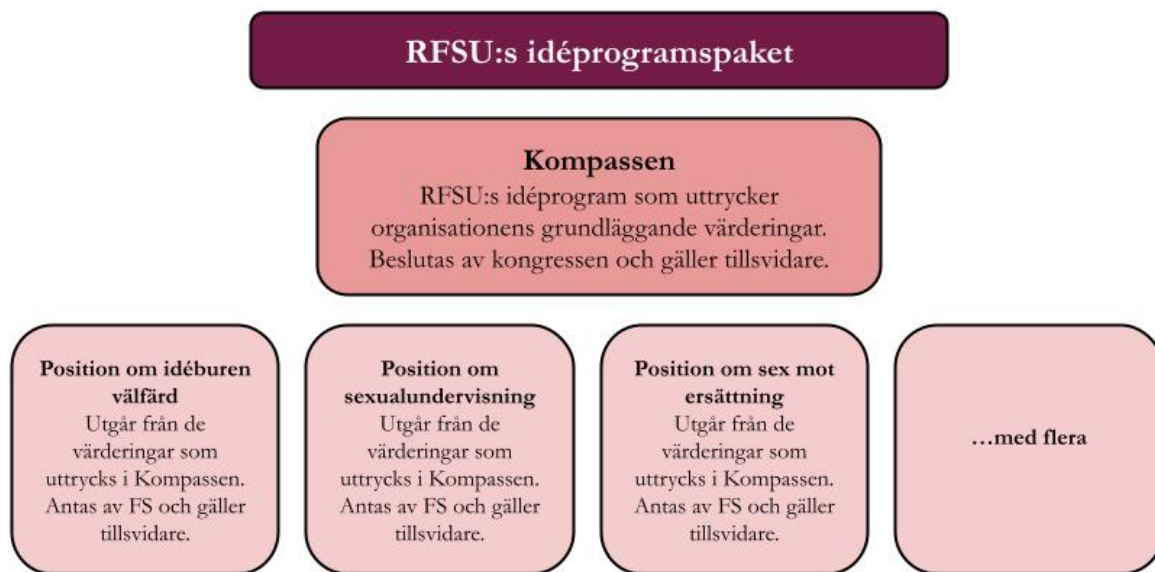 RFSU:s idéprogramspaket
Kompassen
RFSU:s idéprogram som uttrycker
organisationens grundläggande värderingar.
Beslutas av kongressen och gäller tillsvidare.
Position om idéburen
välfärd
Utgår från de
värderingar som
uttrycks i Kompassen.
Antas av FS och gäller
tillsvidare.
Position om
sexualundervisning
Utgår från de
värderingar som
uttrycks i Kompassen.
Antas av FS och gäller
tillsvidare.
Position om sex mot
ersättning
Utgår från de
värderingar som
uttrycks i Kompassen.
Antas av FS och gäller
tillsvidare.
…med flera